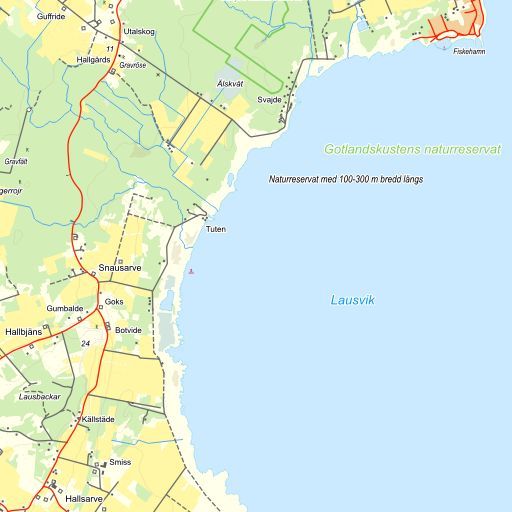 Guffride
Utalskog
11
Hallgårds
Gravröse
Fiskehamn
Älskvät
Svajde
Gotlandskustens naturreservat
Gravfält
Naturreservat med 100-300 m bredd längs
gerrojr
Tuten
Snausarve
Lausvik
Goks
Gumbalde
Hallbjäns
Botvide
24
Lausbackar
Källstäde
Smiss
Hallsarve